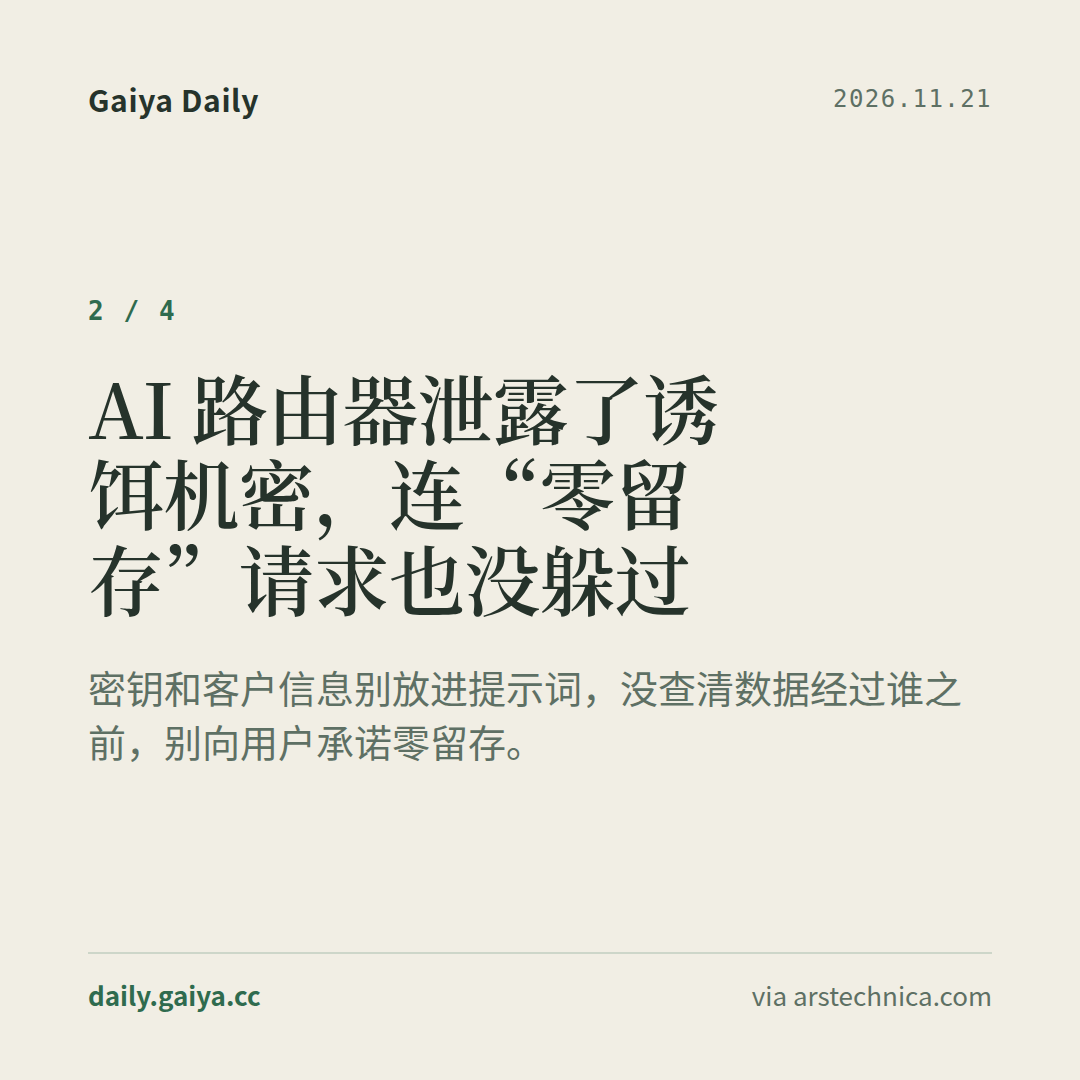 Gaiya Daily
2026.11.21
2 / 4
AI 路由器泄露了诱
饵机密，连“零留
存”请求也没躲过
密钥和客户信息别放进提示词，没查清数据经过谁之
前，别向用户承诺零留存。
daily.gaiya.cc
via arstechnica.com